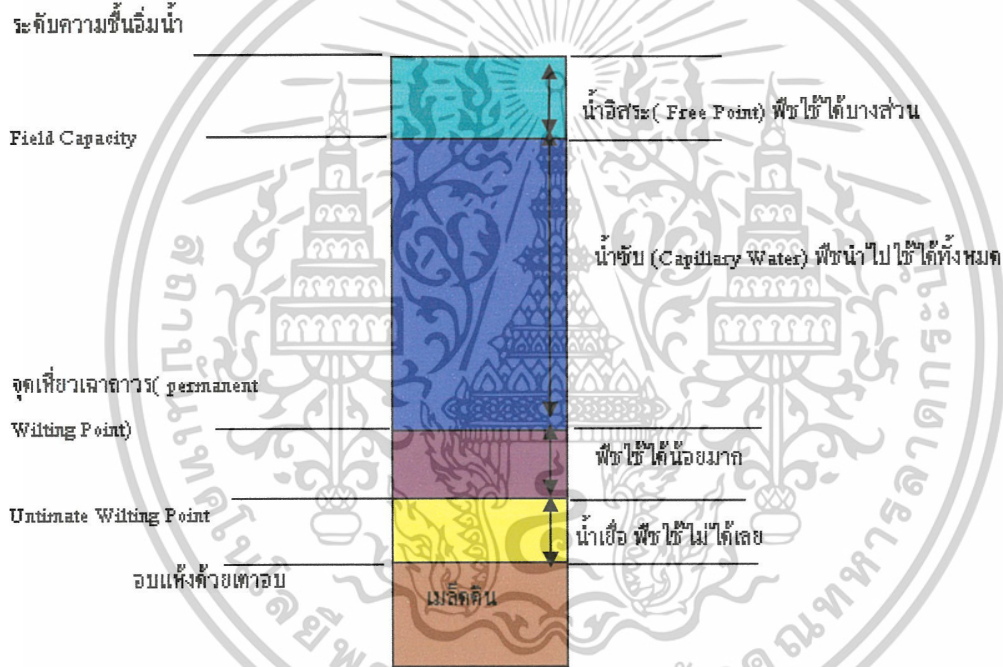 ระดับความชื้นอิ่มน้ำ
น้ำอิสระ( Free Point) พืชใช้ได้บางส่วน
Field Capacity
น้ำซับ (Capillary Water) พืชนำไปใช้ได้ทั้งหมด
จุดเหี่ยวเฉาถาวร( permanent
Wilting Point)
พืชใช้ได้น้อยมาก
Untimate Wilting Point
น้ำเยื่อ พืชใช้ไม่ได้เลย
อบแห้งด้วยเตาอบ
เมล็ดดิน